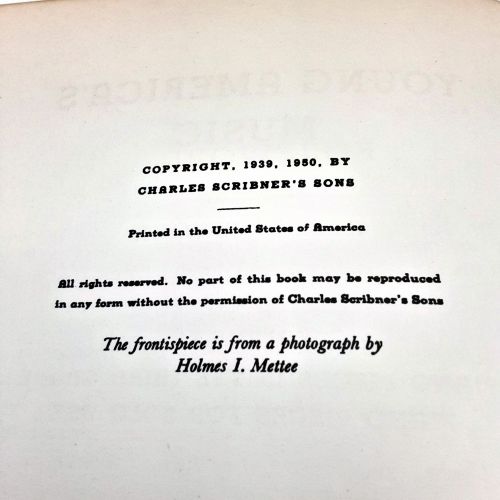 COPYRIGHT, 1939, 1950, BY
CHARLES SCRIBNER'S SONS
Printed in the United States of America
All rights reserved. No part of this book may be reproduced
in any form without the permission of Charles Scribner's Sons
The frontispiece is from a photograph by
Holmes I. Mettee